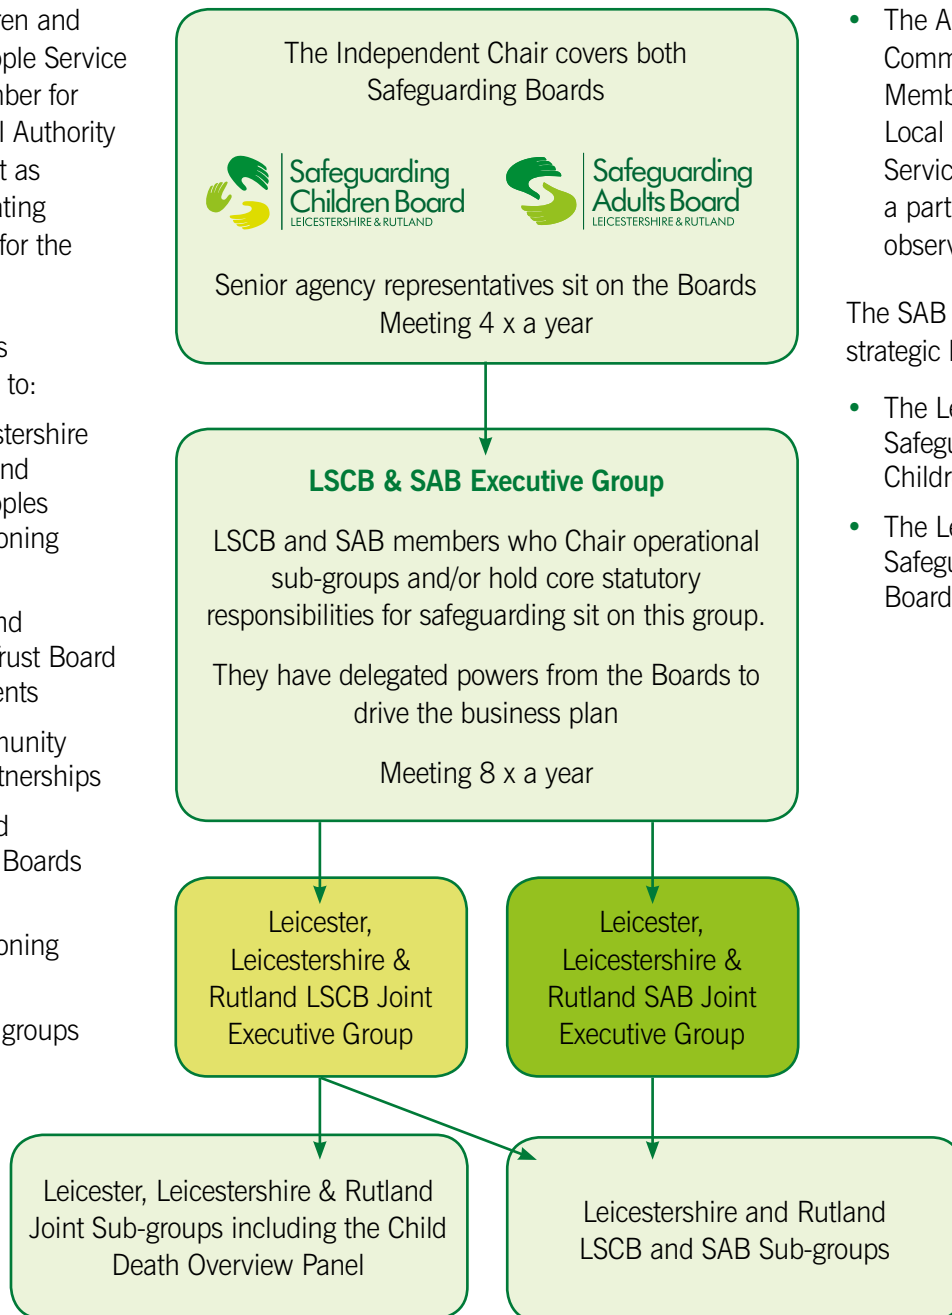 ren and
ople Service
mber for
l Authority
t as
ating
for the
s
to:
stershire
nd
ples
oning
nd
rust Board
ents
munity
tnerships
d
Boards
oning
groups
The Independent Chair covers both
Safeguarding Boards
Safeguarding
Children Board
LEICESTERSHIRE & RUTLAND
Safeguarding
Adults Board
LEICESTERSHIRE & RUTLAND
Senior agency representatives sit on the Boards
Meeting 4 x a year
LSCB & SAB Executive Group
LSCB and SAB members who Chair operational
sub-groups and/or hold core statutory
responsibilities for safeguarding sit on this group.
They have delegated powers from the Boards to
drive the business plan
Meeting 8 x a year
Leicester,
Leicestershire &
Rutland LSCB Joint
Executive Group
Leicester,
Leicestershire &
Rutland SAB Joint
Executive Group
Leicester, Leicestershire & Rutland
Joint Sub-groups including the Child
Death Overview Panel
Leicestershire and Rutland
LSCB and SAB Sub-groups
• The A
Comm
Memb
Local
Servic
a part
observ
The SAB
strategic
• The Le
Safegu
Childr
• The Le
Safegu
Board